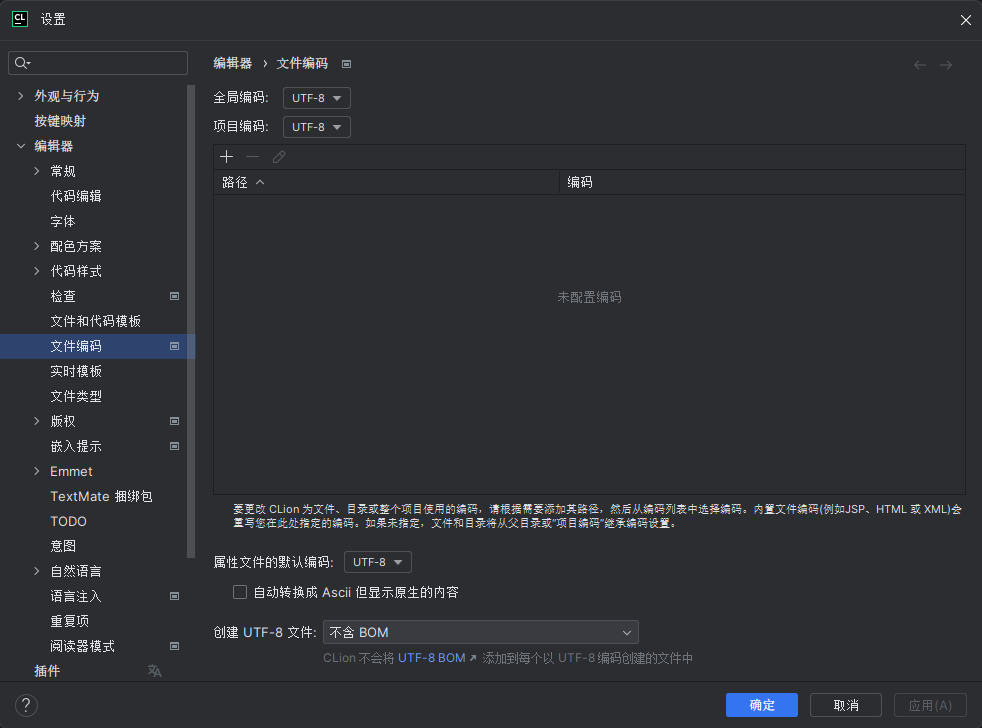 CL 设置
编辑器 › 文件编码
外观与行为
按键映射
编辑器
常规
代码编辑
字体
配色方案
代码样式
检查
文件和代码模板
文件编码
实时模板
文件类型
版权
嵌入提示
Emmet
TextMate 捆绑包
TODO
意图
自然语言
语言注入
重复项
阅读器模式
插件
全局编码: UTF-8
项目编码: UTF-8
路径 编码
未配置编码
要更改 CLion 为文件、目录或整个项目使用的编码，请根据需要添加其路径，然后从编码列表中选择编码。内置文件编码(例如JSP、HTML 或 XML)会
重写您在此处指定的编码。如果未指定，文件和目录将从父目录或"项目编码"继承编码设置。
属性文件的默认编码: UTF-8
自动转换成 Ascii 但显示原生的内容
创建 UTF-8 文件: 不含 BOM
CLion 不会将 UTF-8 BOM ↗ 添加到每个以 UTF-8 编码创建的文件中
? 确定 取消 应用(A)